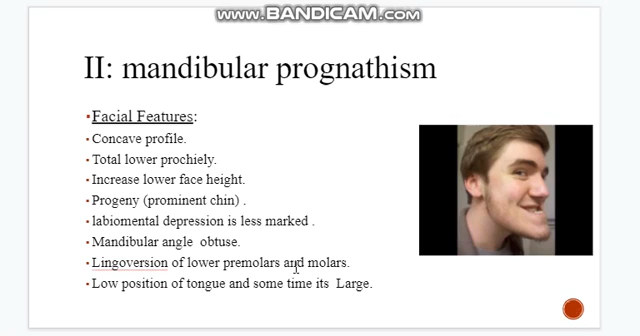 www.BANDICAM.com
II: mandibular prognathism
Facial Features:
Concave profile.
Total lower prochiely.
Increase lower face height.
Progeny (prominent chin) .
labiomental depression is less marked .
Mandibular angle obtuse.
Lingoversion of lower premolars and molars.
Low position of tongue and some time its Large.